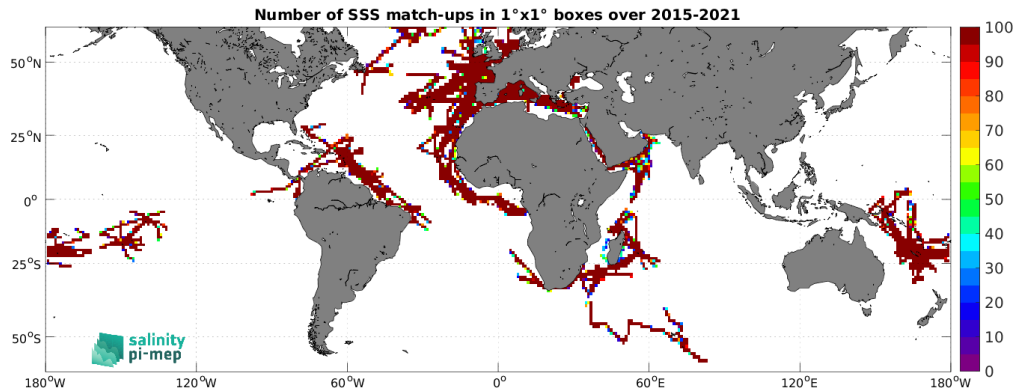 Number of SSS match-ups in 1°x1° boxes over 2015-2021
50°N
25°N
0°
25°S
50°S
180°W
120°W
60°W
0°
60°E
120°E
180°W
100
90
80
70
60
50
40
30
20
10
0
salinity
pi-mep